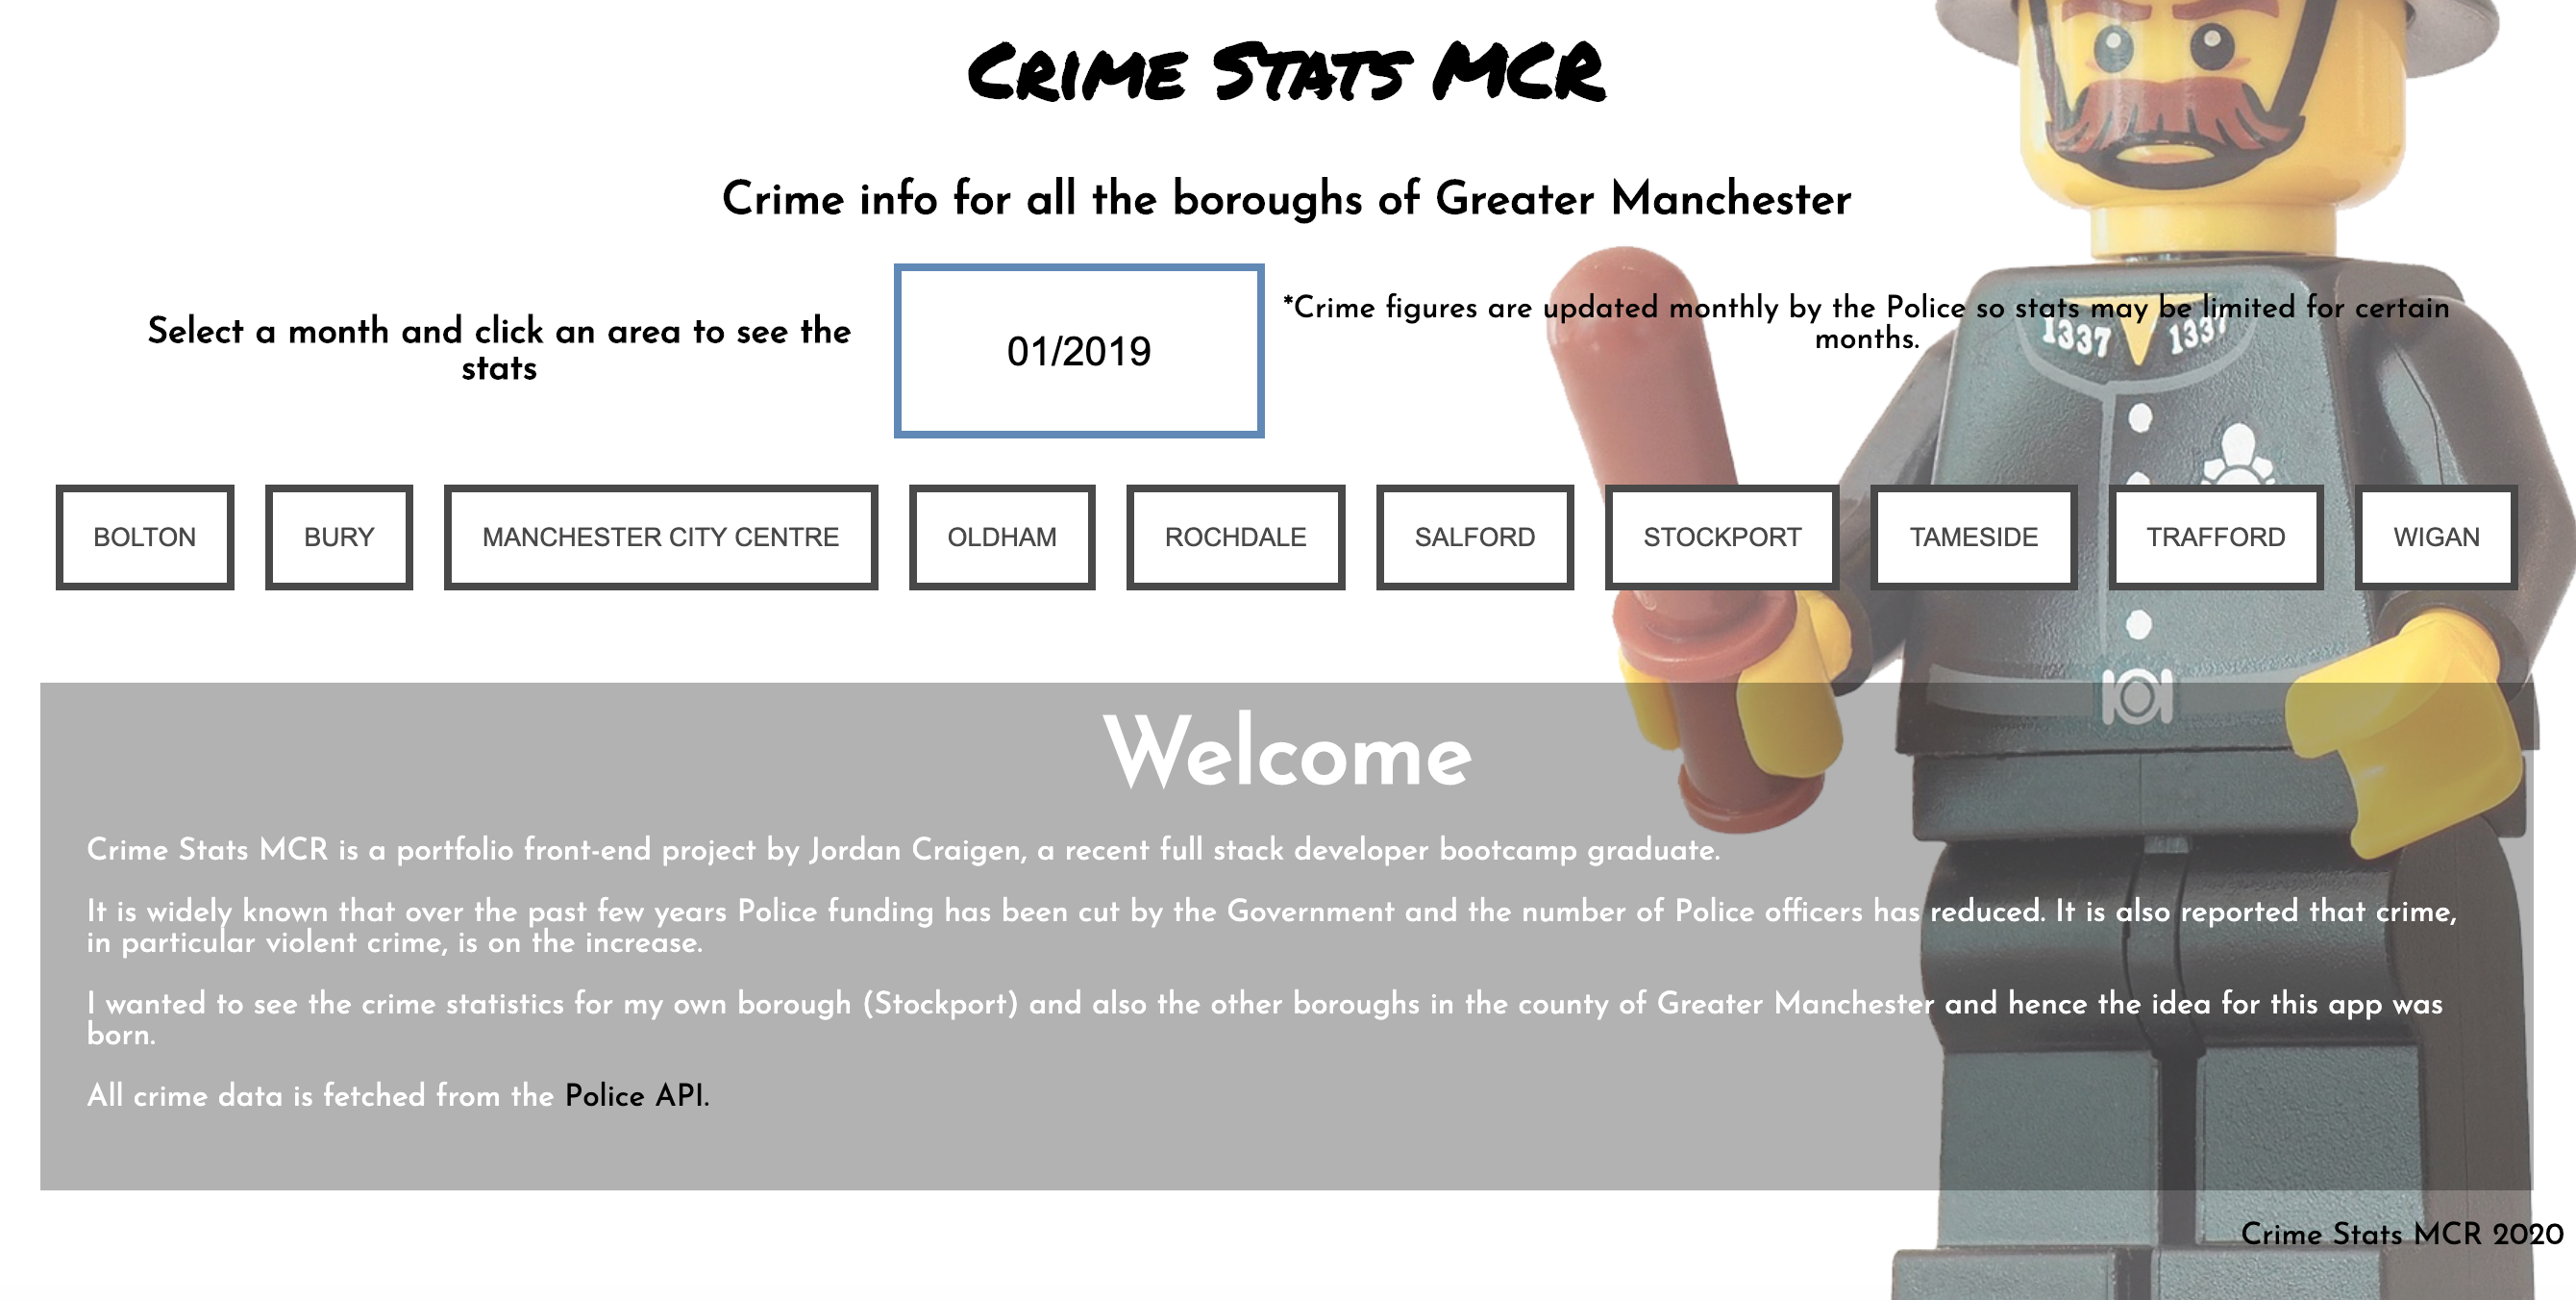 CRIME STATS MCR
Crime info for all the boroughs of Greater Manchester
Select a month and click an area to see the
stats
01/2019
*Crime figures are updated monthly by the Police so stats may be limited for certain
months.
1337 1337
BOLTON
BURY
MANCHESTER CITY CENTRE
OLDHAM
ROCHDALE
SALFORD
STOCKPORT
TAMESIDE
TRAFFORD
WIGAN
Welcome
Crime Stats MCR is a portfolio front-end project by Jordan Craigen, a recent full stack developer bootcamp graduate.
It is widely known that over the past few years Police funding has been cut by the Government and the number of Police officers has reduced. It is also reported that crime,
in particular violent crime, is on the increase.
I wanted to see the crime statistics for my own borough (Stockport) and also the other boroughs in the county of Greater Manchester and hence the idea for this app was
born.
All crime data is fetched from the Police API.
Crime Stats MCR 2020